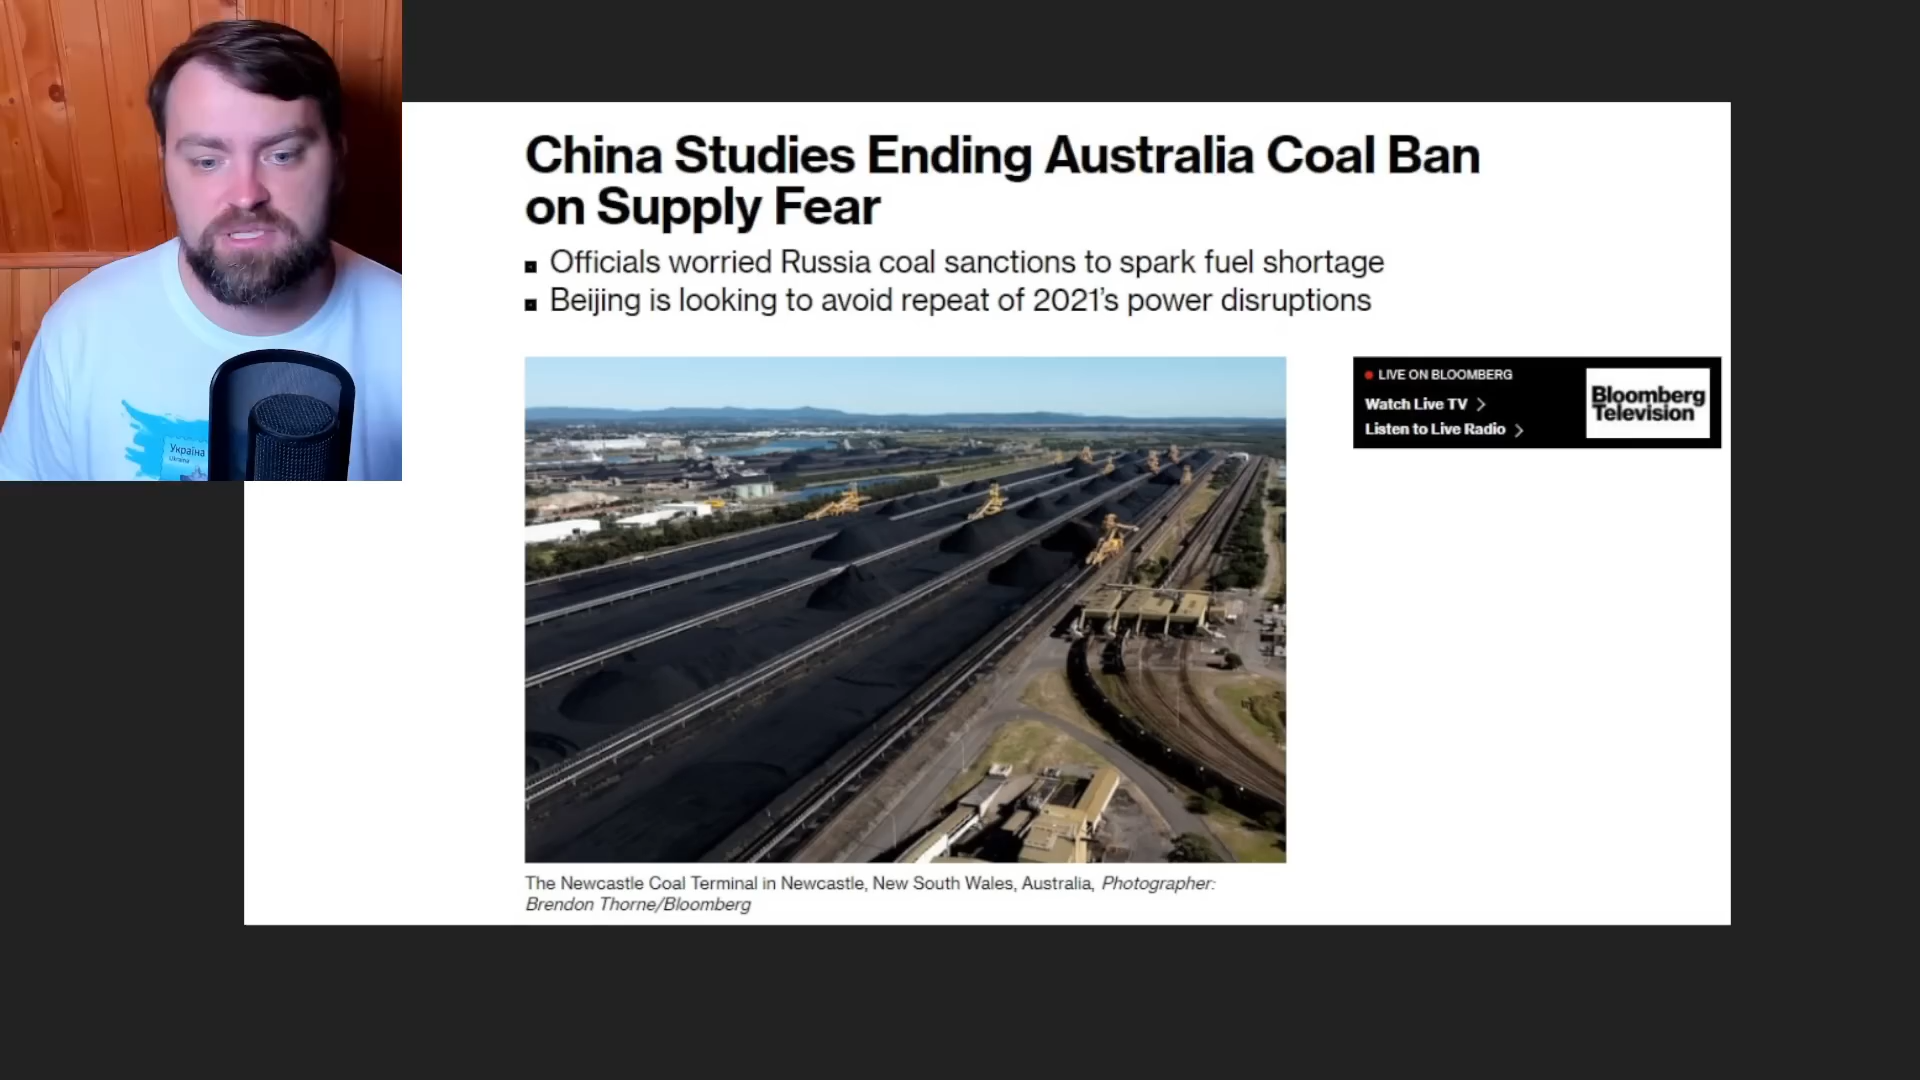 China Studies Ending Australia Coal Ban
on Supply Fear
Officials worried Russia coal sanctions to spark fuel shortage
Beijing is looking to avoid repeat of 2021's power disruptions
LIVE ON BLOOMBERG
Watch Live TV
Listen to Live Radio
Bloomberg
Television
Україна
Ukraine
The Newcastle Coal Terminal in Newcastle, New South Wales, Australia, Photographer:
Brendon Thorne/Bloomberg